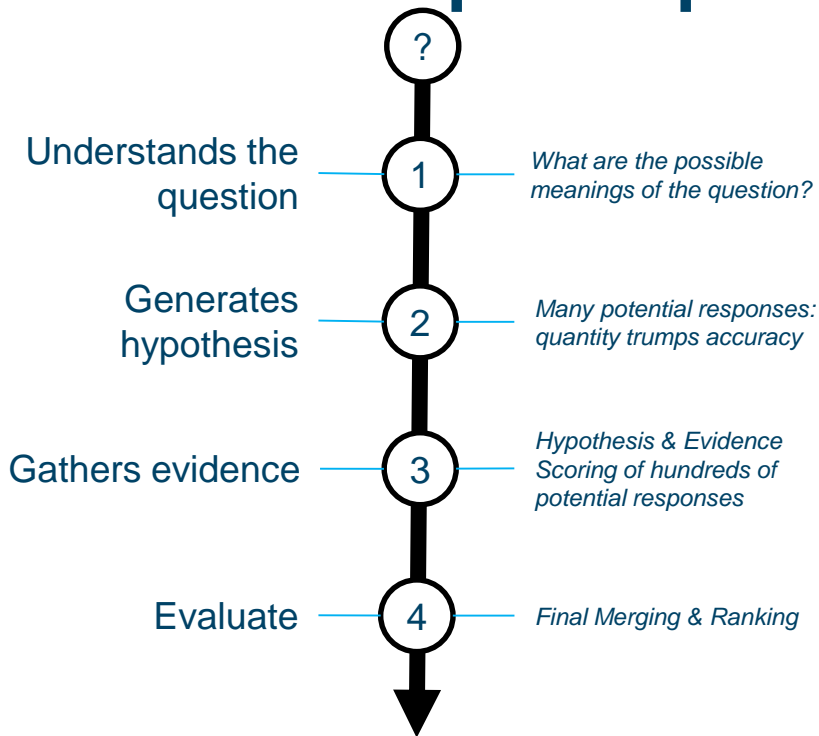 ?
Understands the
question
1
What are the possible
meanings of the question?
Generates
hypothesis
2
Many potential responses:
quantity trumps accuracy
Gathers evidence
3
Hypothesis & Evidence
Scoring of hundreds of
potential responses
Evaluate
4
Final Merging & Ranking